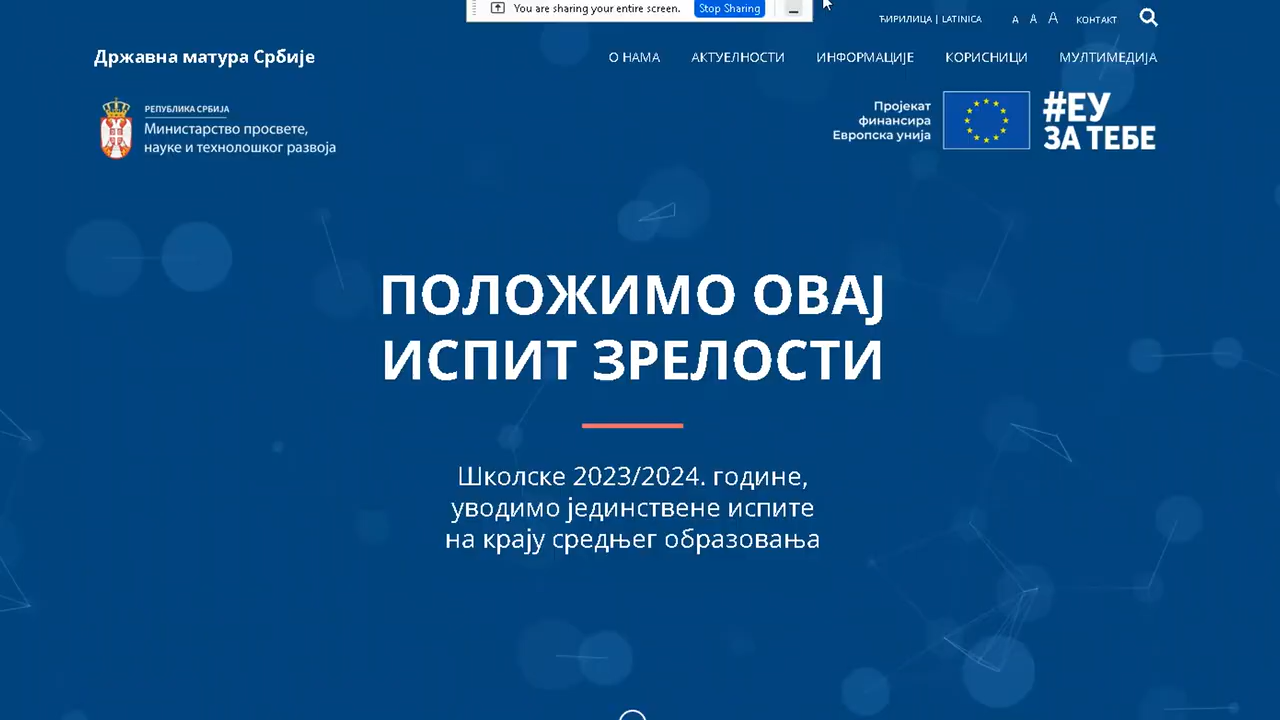 You are sharing your entire screen. Stop Sharing
ЋИРИЛИЦА | LATINICA A A A КОНТАКТ
Државна матура Србије
О НАМА АКТУЕЛНОСТИ ИНФОРМАЦИЈЕ КОРИСНИЦИ МУЛТИМЕДИЈА
РЕПУБЛИКА СРБИЈА
Министарство просвете,
науке и технолошког развоја
Пројекат
финансира
Европска унија
#ЕУ
ЗА ТЕБЕ
ПОЛОЖИМО ОВАЈ
ИСПИТ ЗРЕЛОСТИ
Школске 2023/2024. године,
уводимо јединствене испите
на крају средњег образовања